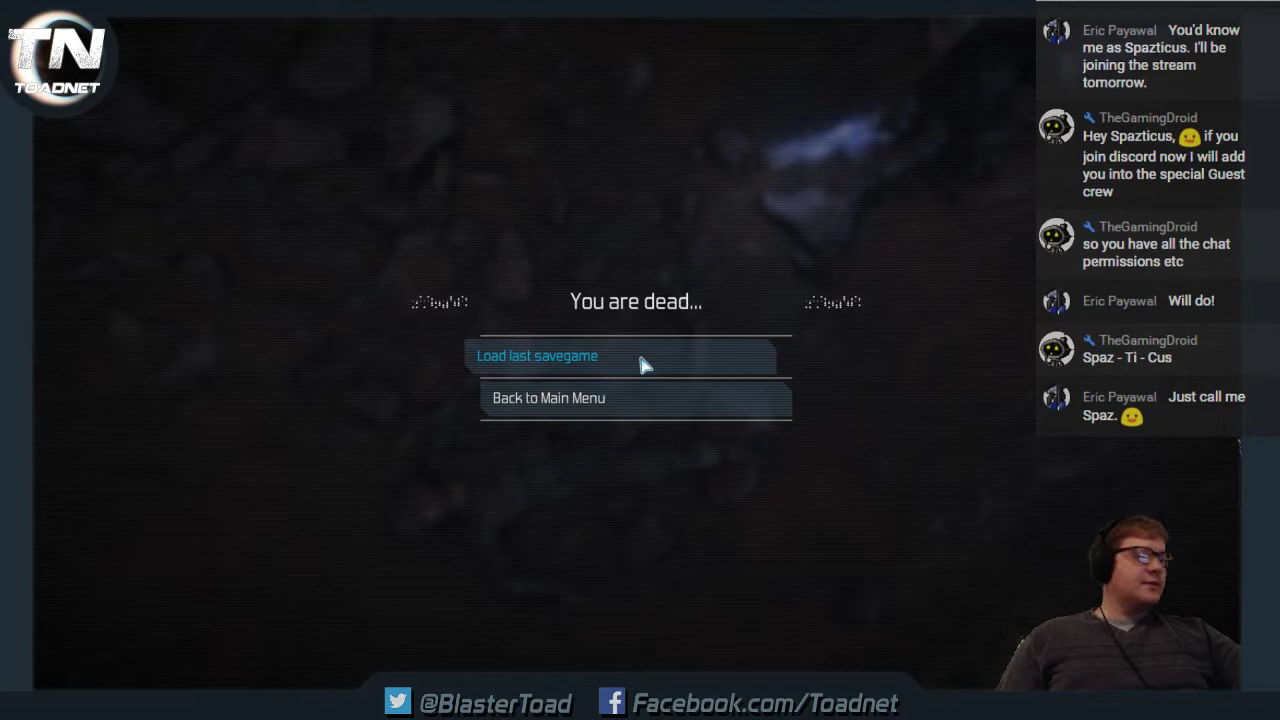 TN
TOADNET
You are dead...
Load last savegame
Back to Main Menu
Eric Payawal You'd know
me as Spazticus. I'll be
joining the stream
tomorrow.
TheGamingDroid
Hey Spazticus, if you
join discord now I will add
you into the special Guest
crew
TheGamingDroid
so you have all the chat
permissions etc
Eric Payawal Will do!
TheGamingDroid
Spaz - Ti - Cus
Eric Payawal Just call me
Spaz.
@BlasterToad
Facebook.com/Toadnet